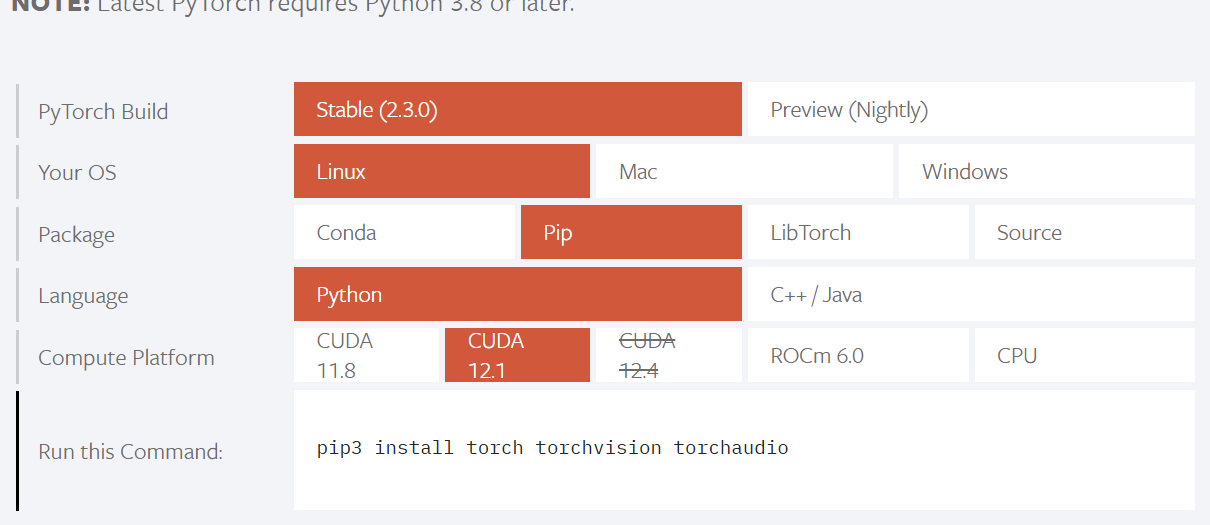 NOTE: Latest PyTorch requires Python 3.8 or later.
PyTorch Build
Stable (2.3.0)
Preview (Nightly)
Your OS
Linux
Mac
Windows
Package
Conda
Pip
LibTorch
Source
Language
Python
C++ / Java
Compute Platform
CUDA
11.8
CUDA
12.1
CUDA
12.4
ROCm 6.0
CPU
Run this Command:
pip3 install torch torchvision torchaudio